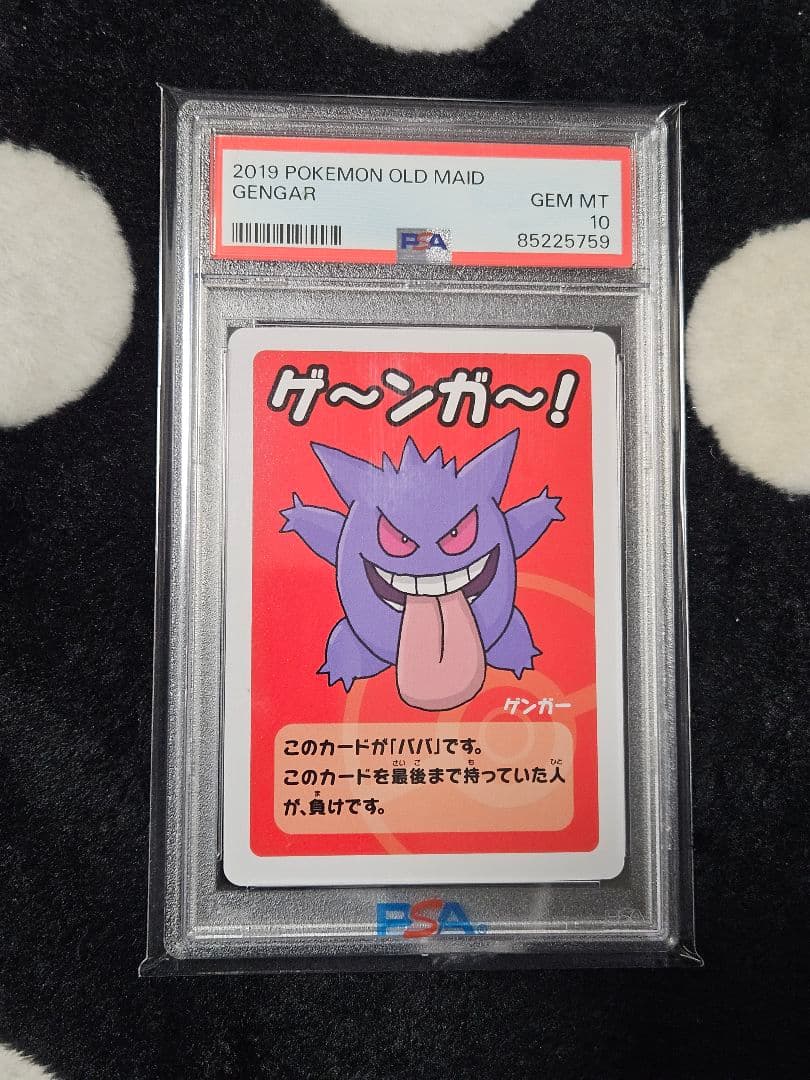 2019 POKEMON OLD MAID
GENGAR
GEM MT
10
85225759
PSA
ゲ〜ンガ〜!
ゲンガー
このカードが「ババ」です。
このカードを最後まで持っていた人
が、負けです。
PSA
PSA